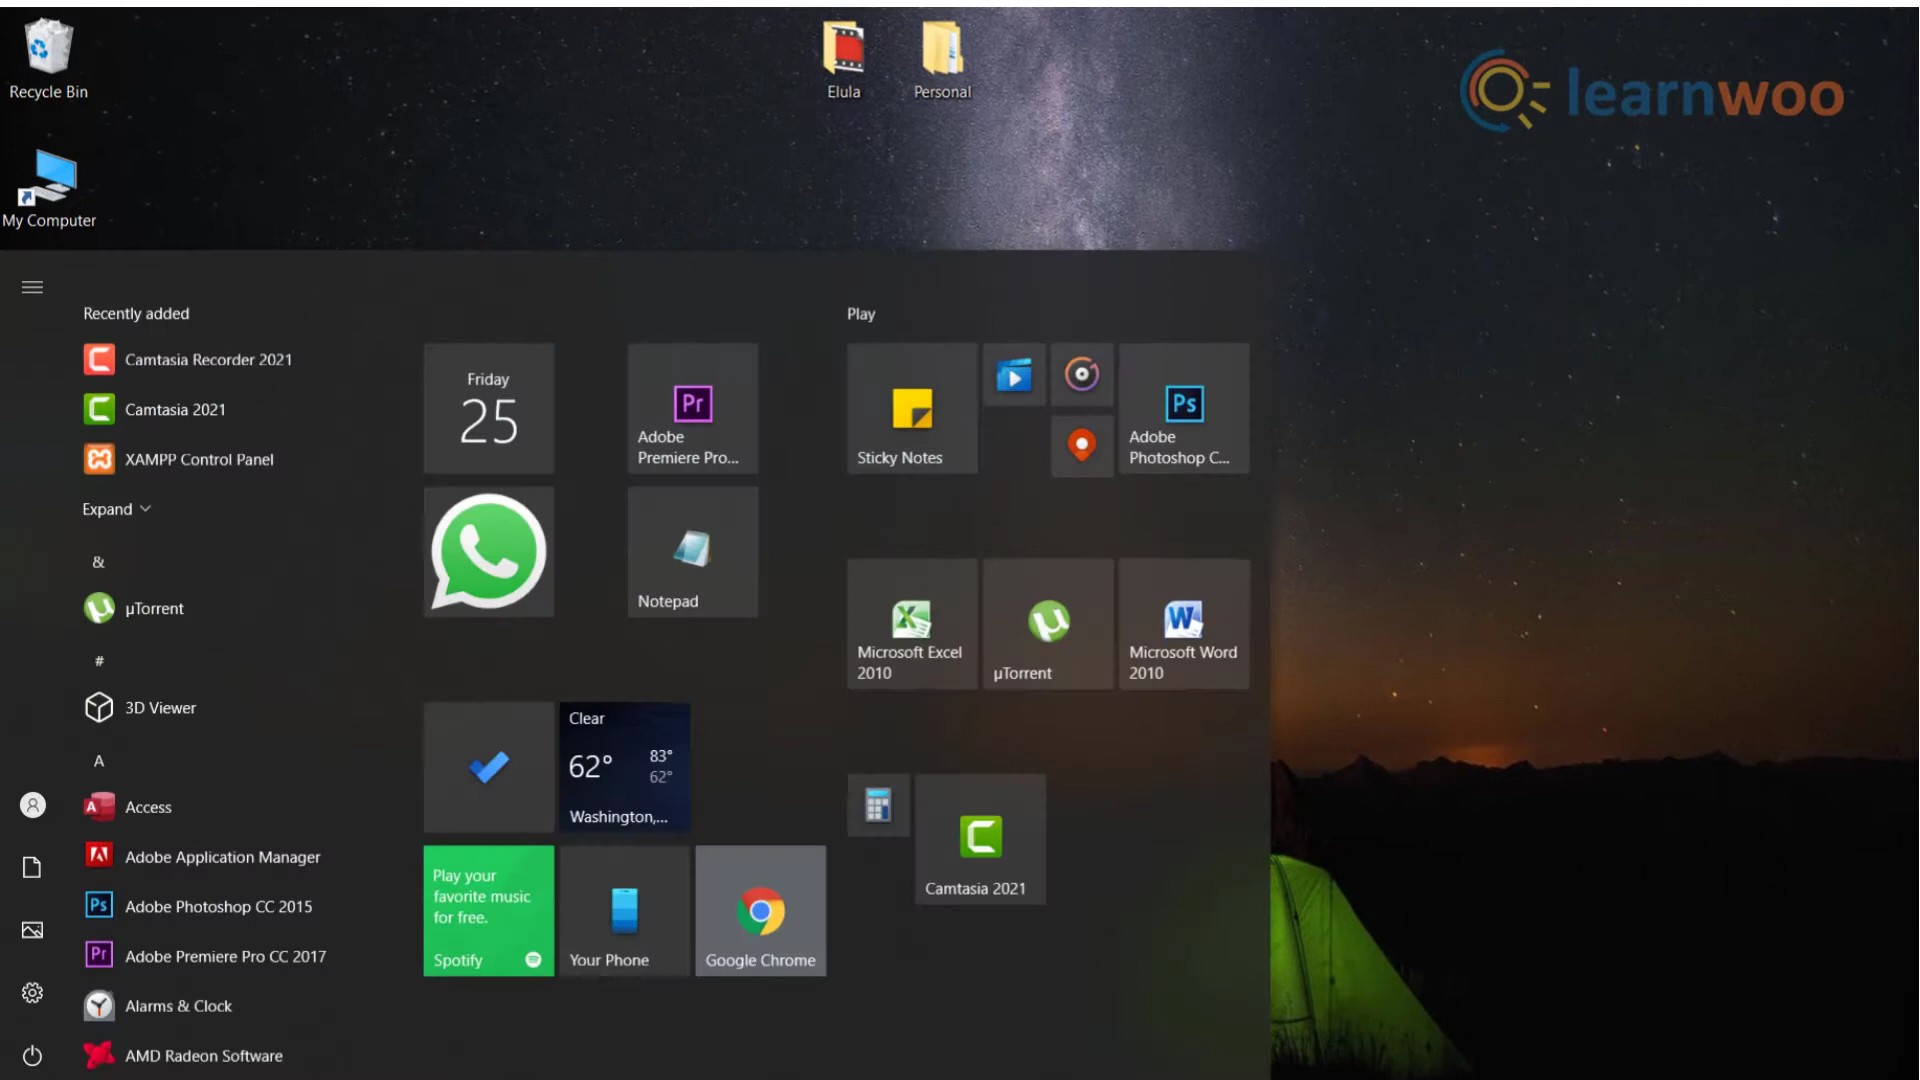 Recycle Bin
Elula
Personal
learnwoo
My Computer
Recently added
Camtasia Recorder 2021
Camtasia 2021
XAMPP Control Panel
Expand
&
µTorrent
#
3D Viewer
A
Access
Adobe Application Manager
Ps
Adobe Photoshop CC 2015
Pr
Adobe Premiere Pro CC 2017
Alarms & Clock
AMD Radeon Software
Friday
25
Pr
Adobe
Premiere Pro...
Notepad
Clear
62°
83°
62°
Washington,...
Play your
favorite music
for free.
Spotify
Your Phone
Google Chrome
Play
Sticky Notes
Ps
Adobe
Photoshop C...
Microsoft Excel
2010
µTorrent
Microsoft Word
2010
Camtasia 2021